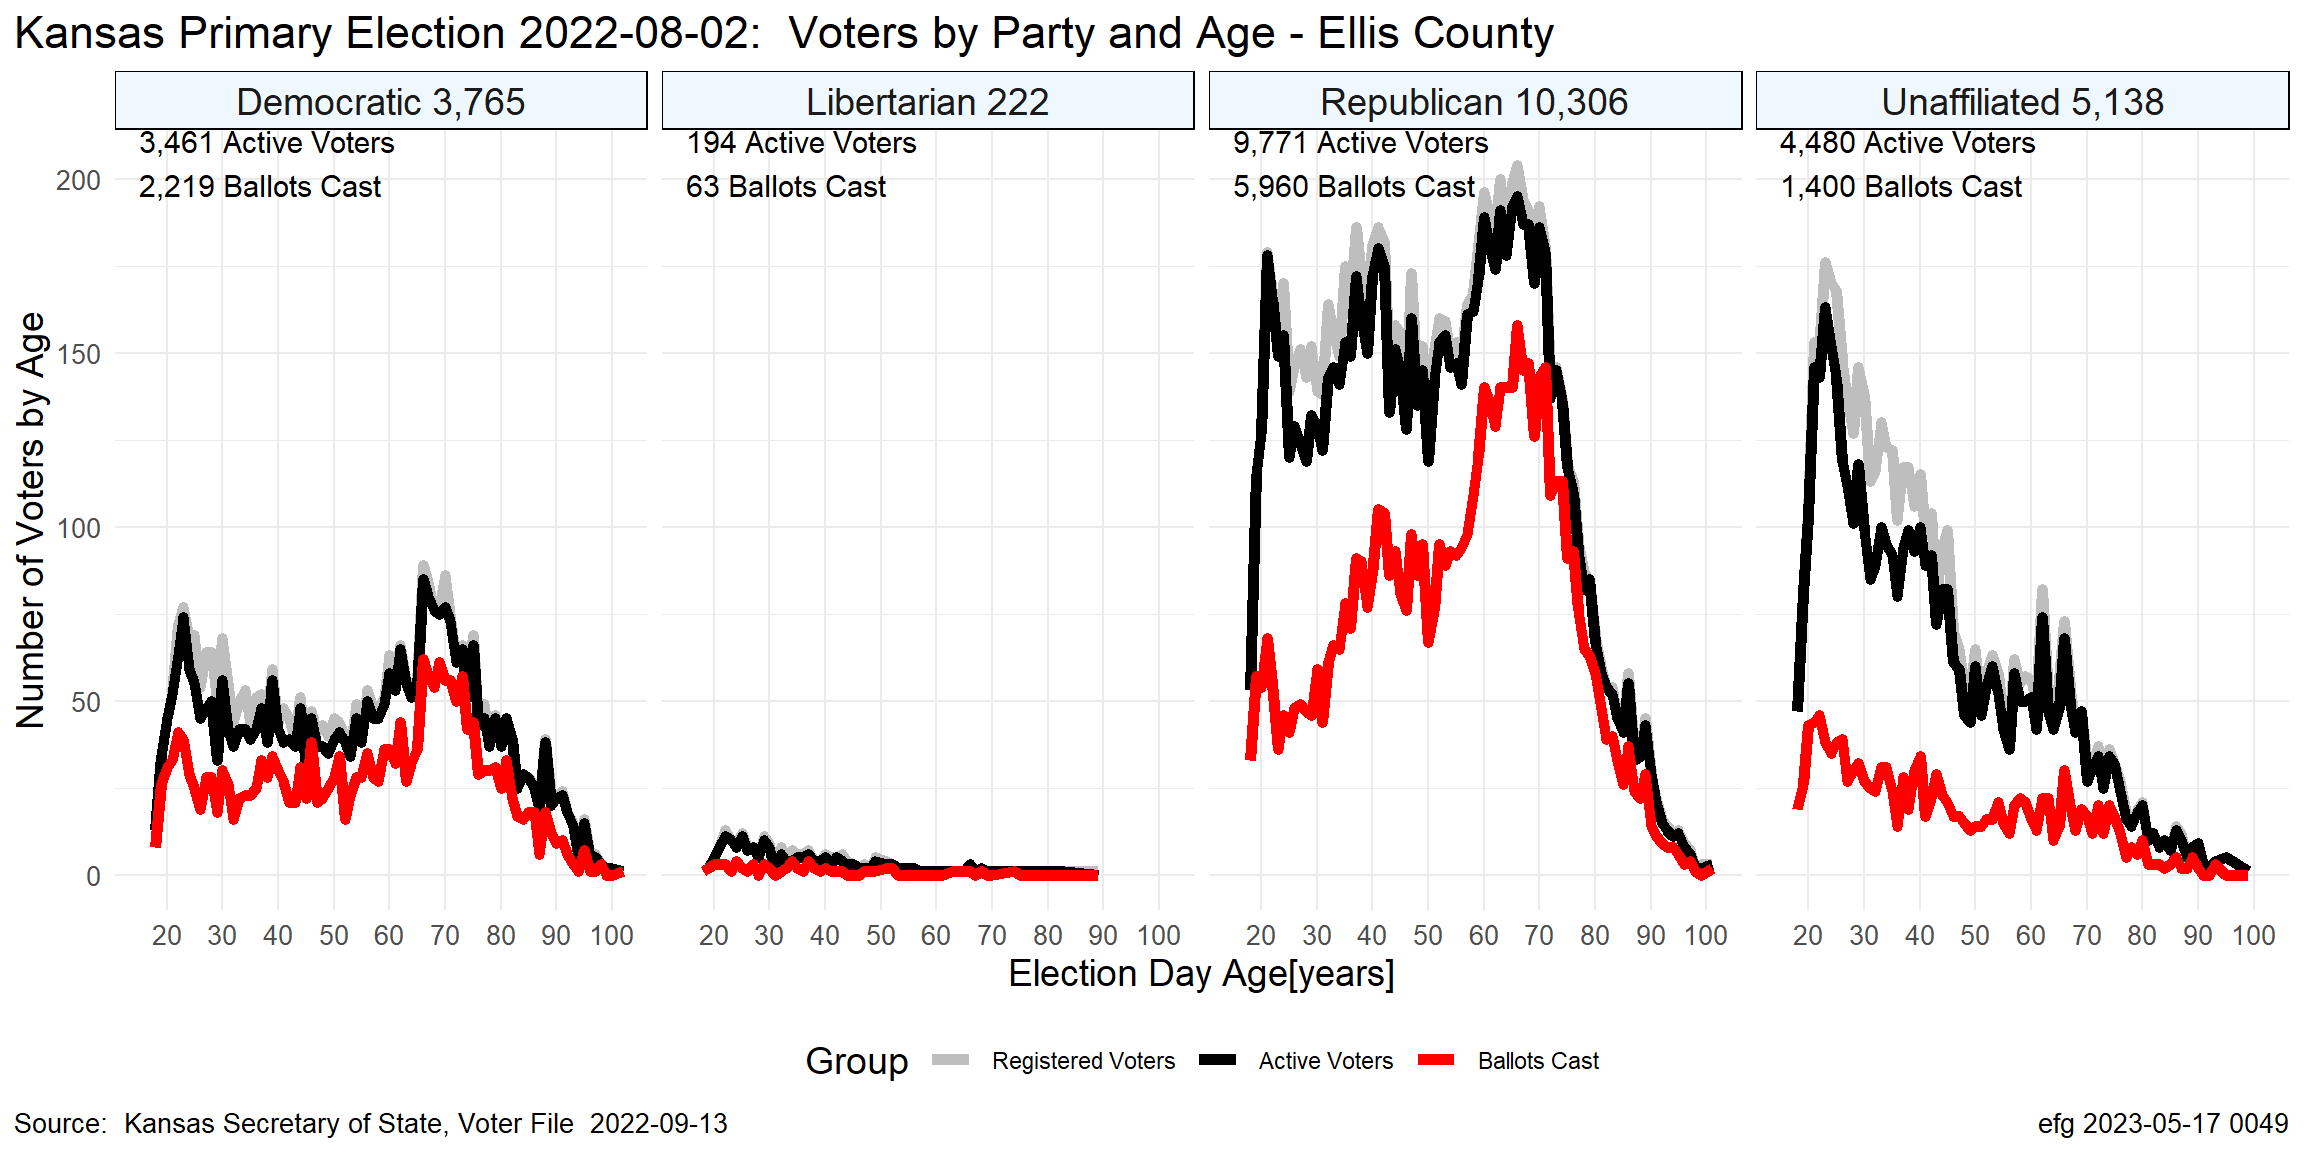 Kansas Primary Election 2022-08-02:  Voters by Party and Age - Ellis County
Democratic 3,765
Libertarian 222
Republican 10,306
Unaffiliated 5,138
3,461 Active Voters
2,219 Ballots Cast
194 Active Voters
63 Ballots Cast
9,771 Active Voters
5,960 Ballots Cast
4,480 Active Voters
1,400 Ballots Cast
Number of Voters by Age
200
150
100
50
0
20 30 40 50 60 70 80 90 100
20 30 40 50 60 70 80 90 100
20 30 40 50 60 70 80 90 100
20 30 40 50 60 70 80 90 100
Election Day Age[years]
Group Registered Voters Active Voters Ballots Cast
Source:  Kansas Secretary of State, Voter File  2022-09-13
efg 2023-05-17 0049